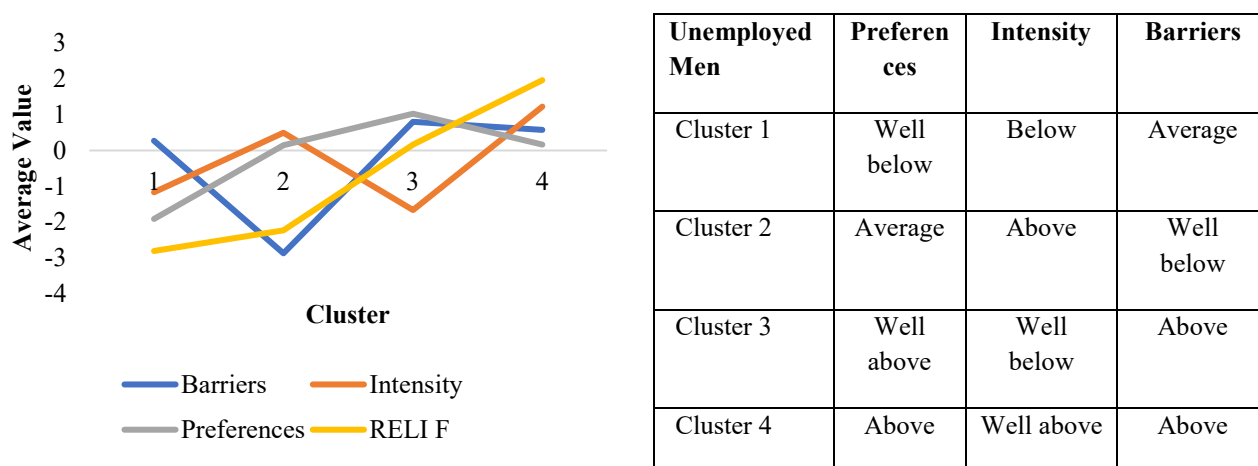 3
2
1
0
-1
-2
-3
-4
Average Value
1 2 3 4
Cluster
Barriers Intensity
Preferences RELI F
Unemployed Preferen Intensity Barriers
Men ces
Cluster 1 Well Below Average
below
Cluster 2 Average Above Well
below
Cluster 3 Well Well Above
above below
Cluster 4 Above Well above Above